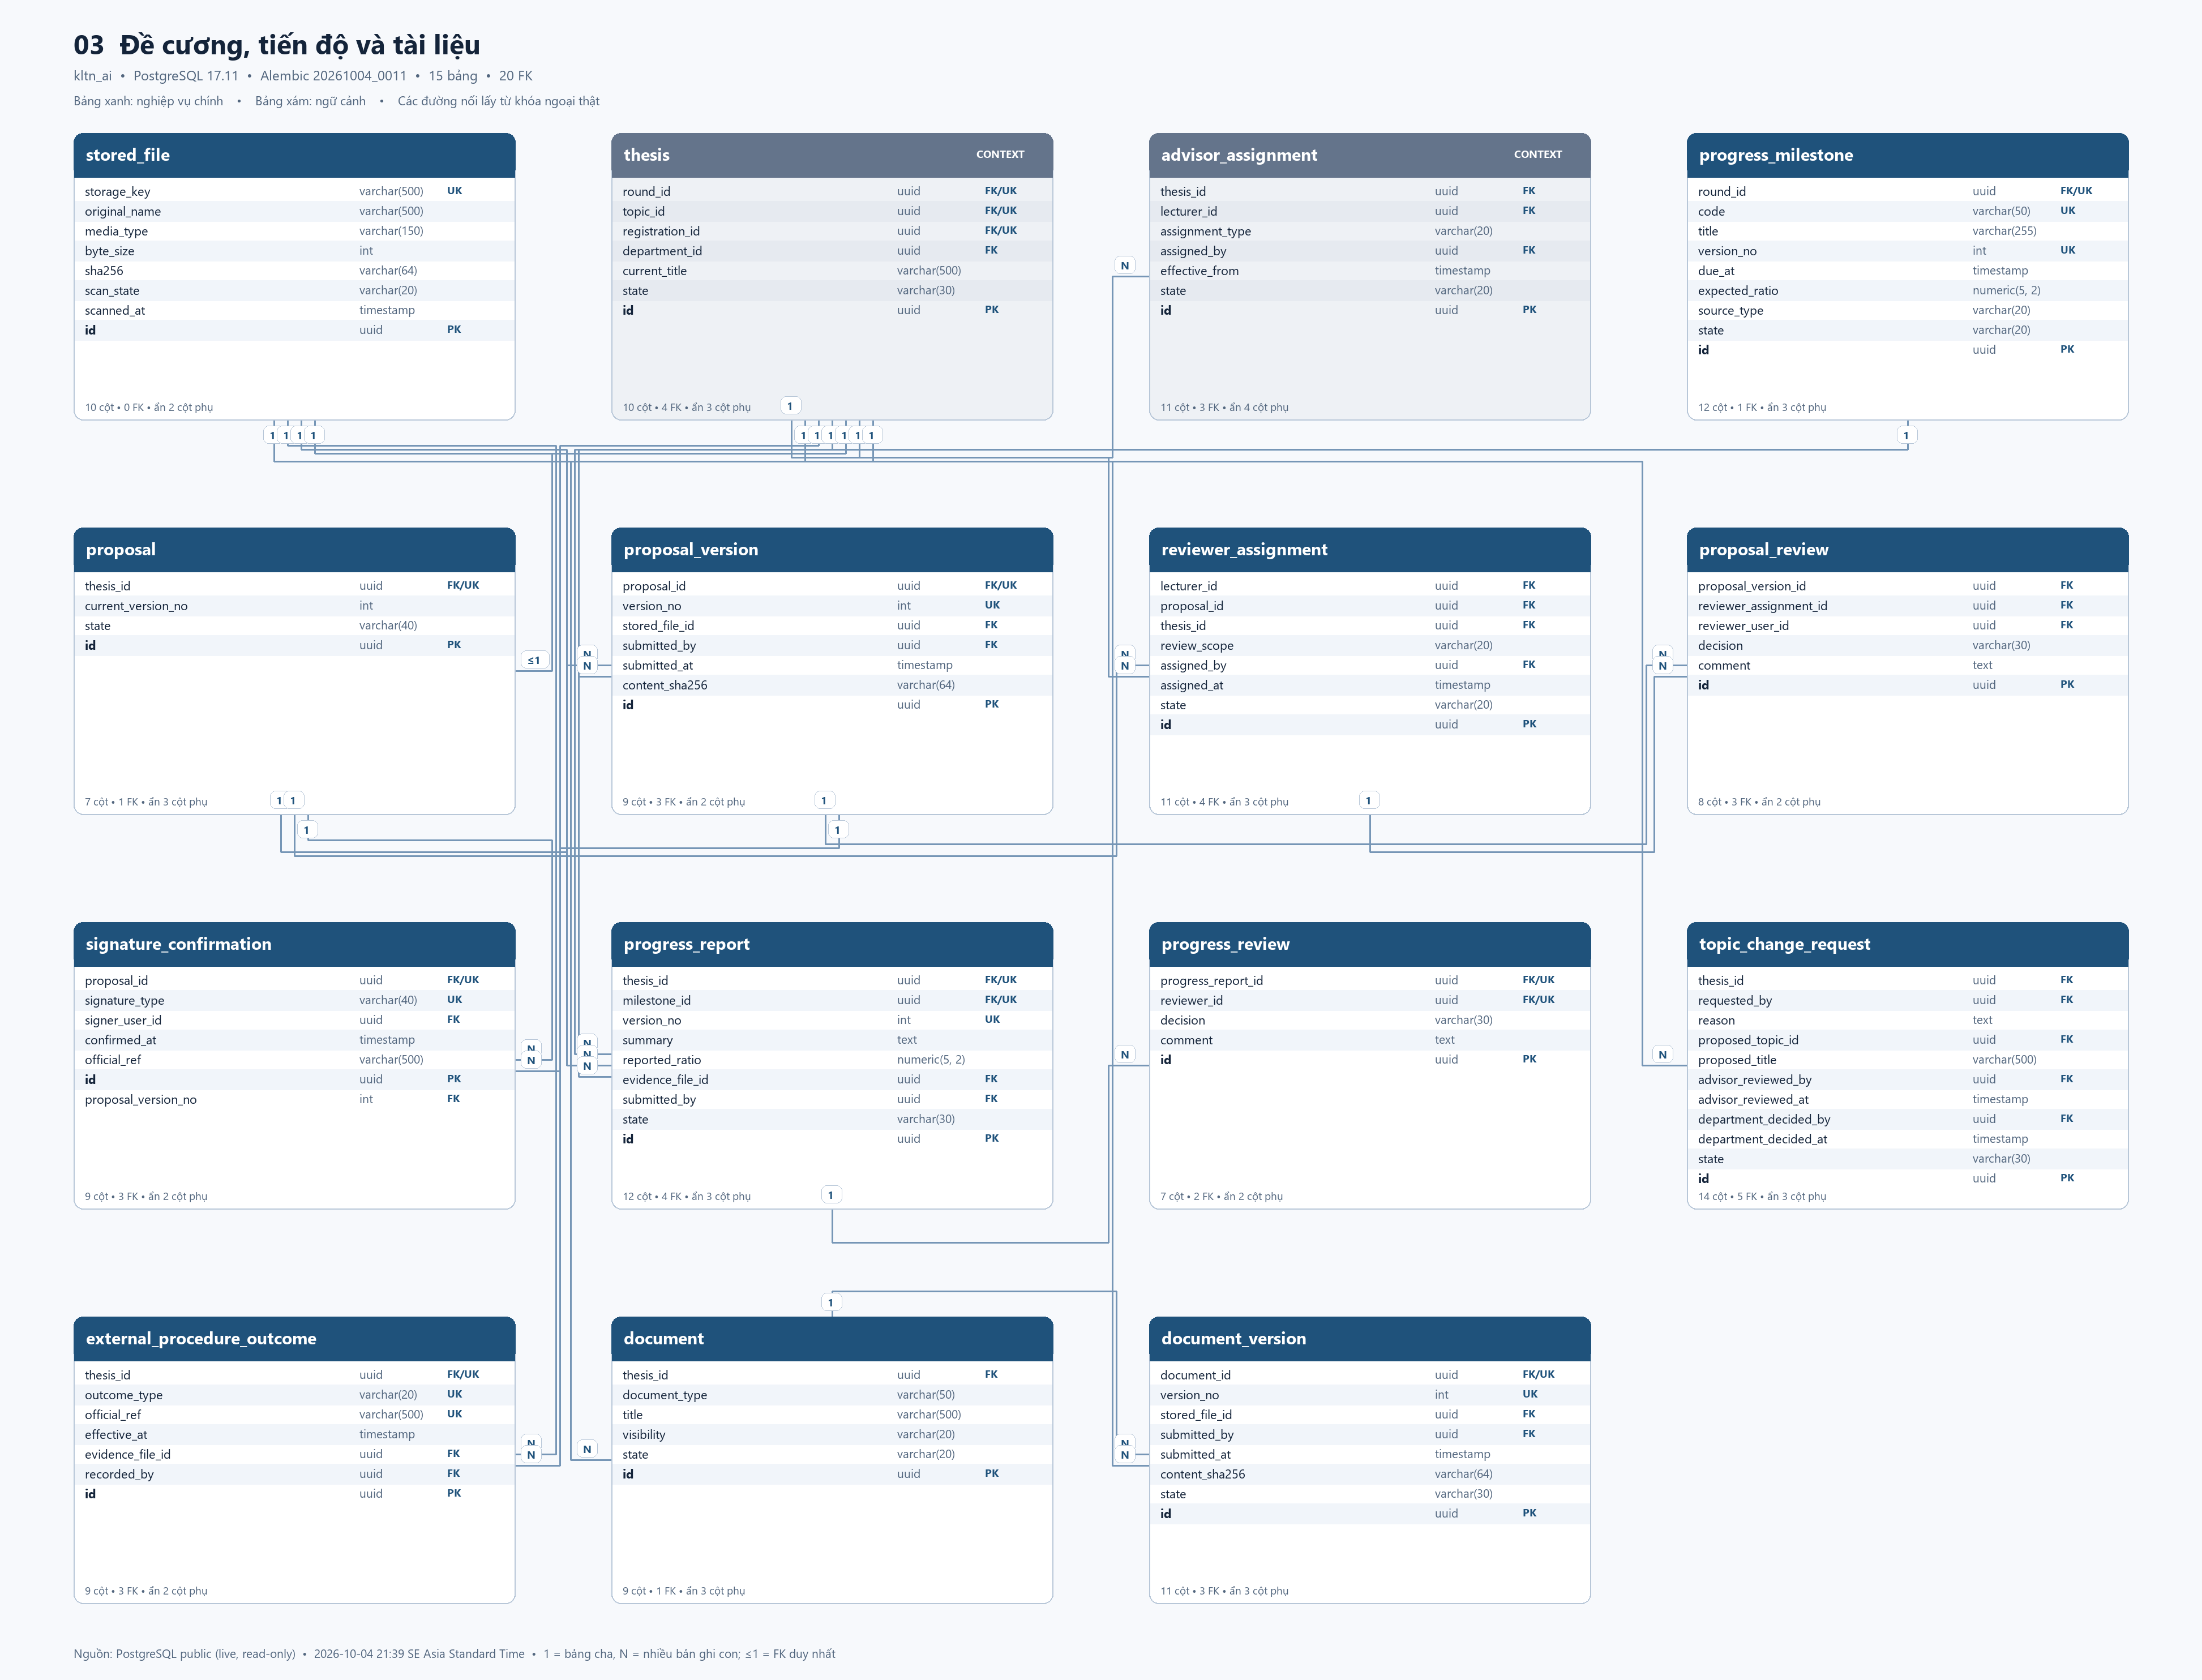 03 Đề cương, tiến độ và tài liệu
kltn_ai • PostgreSQL 17.11 • Alembic 20261004_0011 • 15 bảng • 20 FK
Bảng xanh: nghiệp vụ chính • Bảng xám: ngữ cảnh • Các đường nối lấy từ khóa ngoại thật
stored_file
storage_key varchar(500) UK
original_name varchar(500)
media_type varchar(150)
byte_size int
sha256 varchar(64)
scan_state varchar(20)
scanned_at timestamp
id uuid PK
10 cột • 0 FK • ẩn 2 cột phụ
1 1 1 1
thesis CONTEXT
round_id uuid FK/UK
topic_id uuid FK/UK
registration_id uuid FK/UK
department_id uuid FK
current_title varchar(500)
state varchar(30)
id uuid PK
10 cột • 4 FK • ẩn 3 cột phụ
1
1 1 1 1 1 1
advisor_assignment CONTEXT
thesis_id uuid FK
lecturer_id uuid FK
assignment_type varchar(20)
assigned_by uuid FK
effective_from timestamp
state varchar(20)
id uuid PK
11 cột • 3 FK • ẩn 4 cột phụ
N
progress_milestone
round_id uuid FK/UK
code varchar(50) UK
title varchar(255)
version_no int UK
due_at timestamp
expected_ratio numeric(5, 2)
source_type varchar(20)
state varchar(20)
id uuid PK
12 cột • 1 FK • ẩn 3 cột phụ
1
proposal
thesis_id uuid FK/UK
current_version_no int
state varchar(40)
id uuid PK
≤1
7 cột • 1 FK • ẩn 3 cột phụ
1 1
1
proposal_version
proposal_id uuid FK/UK
version_no int UK
stored_file_id uuid FK
submitted_by uuid FK
submitted_at timestamp
content_sha256 varchar(64)
id uuid PK
N
N
9 cột • 3 FK • ẩn 2 cột phụ
1
1
reviewer_assignment
lecturer_id uuid FK
proposal_id uuid FK
thesis_id uuid FK
review_scope varchar(20)
assigned_by uuid FK
assigned_at timestamp
state varchar(20)
id uuid PK
N
N
11 cột • 4 FK • ẩn 3 cột phụ
1
proposal_review
proposal_version_id uuid FK
reviewer_assignment_id uuid FK
reviewer_user_id uuid FK
decision varchar(30)
comment text
id uuid PK
N
N
8 cột • 3 FK • ẩn 2 cột phụ
signature_confirmation
proposal_id uuid FK/UK
signature_type varchar(40) UK
signer_user_id uuid FK
confirmed_at timestamp
official_ref varchar(500)
id uuid PK
proposal_version_no int FK
N
N
9 cột • 3 FK • ẩn 2 cột phụ
progress_report
thesis_id uuid FK/UK
milestone_id uuid FK/UK
version_no int UK
summary text
reported_ratio numeric(5, 2)
evidence_file_id uuid FK
submitted_by uuid FK
state varchar(30)
id uuid PK
N
N
N
12 cột • 4 FK • ẩn 3 cột phụ
1
progress_review
progress_report_id uuid FK/UK
reviewer_id uuid FK/UK
decision varchar(30)
comment text
id uuid PK
N
7 cột • 2 FK • ẩn 2 cột phụ
topic_change_request
thesis_id uuid FK
requested_by uuid FK
reason text
proposed_topic_id uuid FK
proposed_title varchar(500)
advisor_reviewed_by uuid FK
advisor_reviewed_at timestamp
department_decided_by uuid FK
department_decided_at timestamp
state varchar(30)
id uuid PK
N
14 cột • 5 FK • ẩn 3 cột phụ
external_procedure_outcome
thesis_id uuid FK/UK
outcome_type varchar(20) UK
official_ref varchar(500) UK
effective_at timestamp
evidence_file_id uuid FK
recorded_by uuid FK
id uuid PK
N
N
9 cột • 3 FK • ẩn 2 cột phụ
1
document
thesis_id uuid FK
document_type varchar(50)
title varchar(500)
visibility varchar(20)
state varchar(20)
id uuid PK
N
9 cột • 1 FK • ẩn 3 cột phụ
document_version
document_id uuid FK/UK
version_no int UK
stored_file_id uuid FK
submitted_by uuid FK
submitted_at timestamp
content_sha256 varchar(64)
state varchar(30)
id uuid PK
N
N
11 cột • 3 FK • ẩn 3 cột phụ
Nguồn: PostgreSQL public (live, read-only) • 2026-10-04 21:39 SE Asia Standard Time • 1 = bảng cha, N = nhiều bản ghi con; ≤1 = FK duy nhất